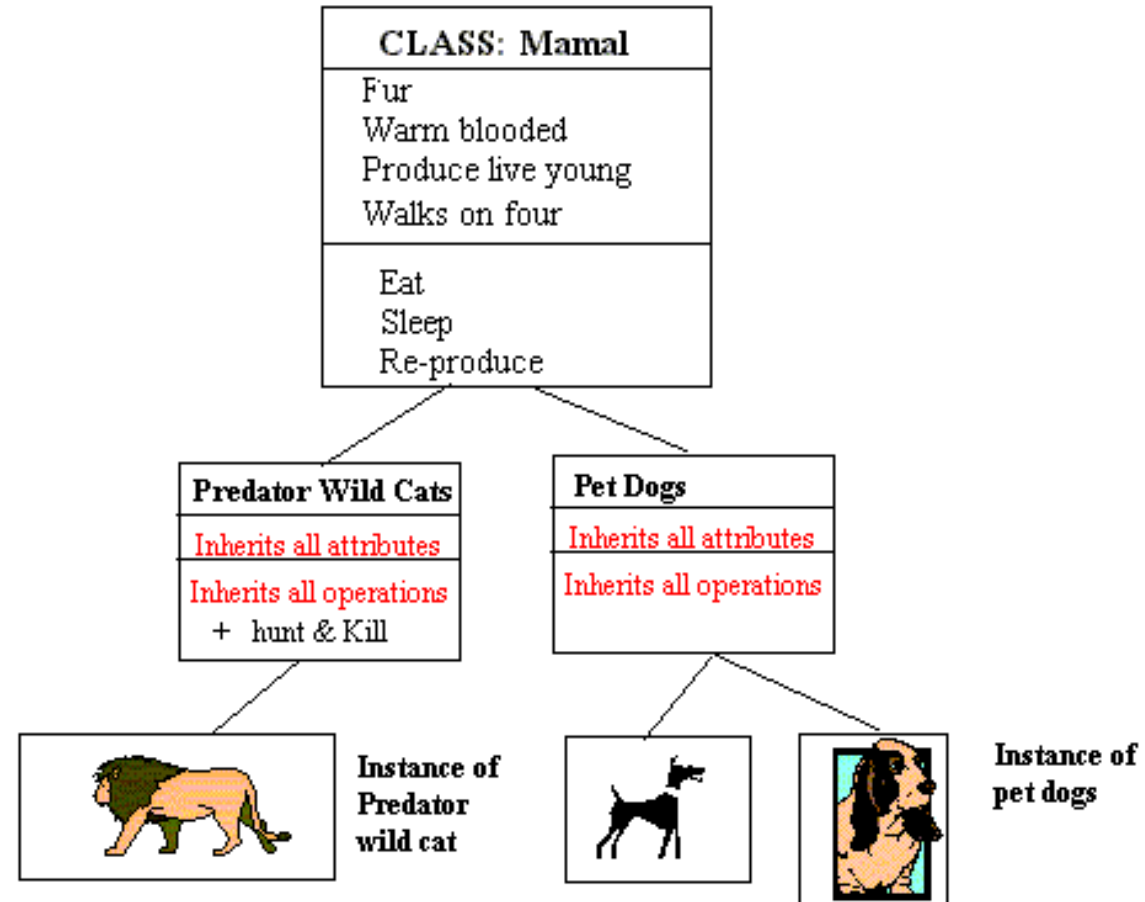 CLASS: Mamal
Fur
Warm blooded
Produce live young
Walks on four
Eat
Sleep
Re-produce
Predator Wild Cats
Inherits all attributes
Inherits all operations
+ hunt & Kill
Pet Dogs
Inherits all attributes
Inherits all operations
Instance of
Predator
wild cat
Instance of
pet dogs